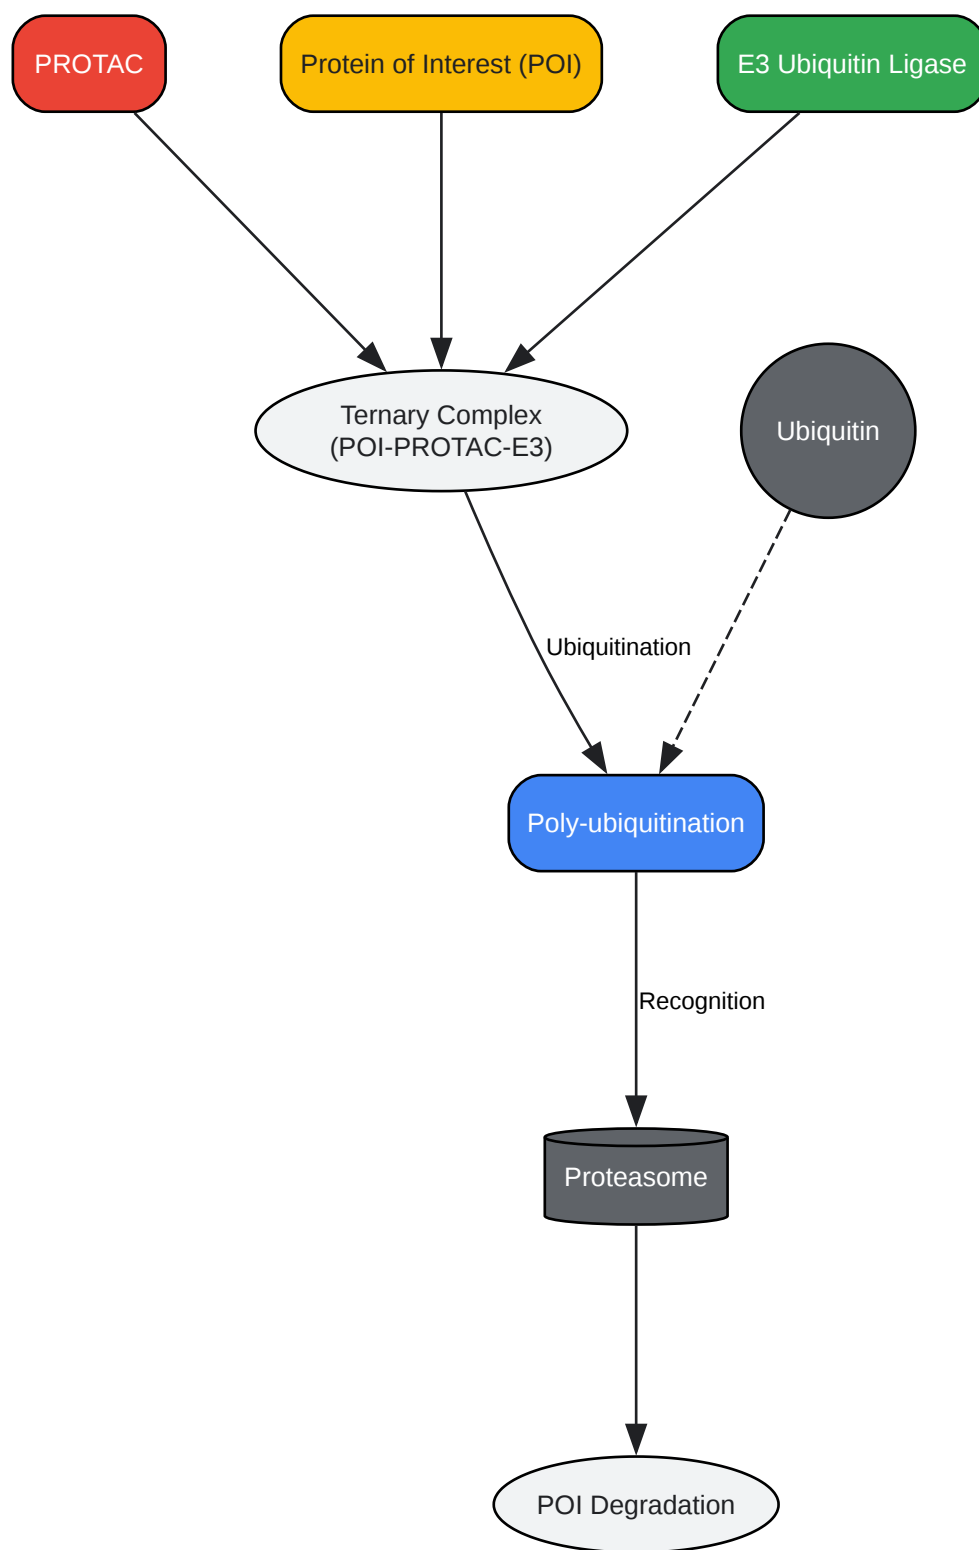 PROTAC
Protein of Interest (POI)
E3 Ubiquitin Ligase
Ternary Complex
(POI-PROTAC-E3)
Ubiquitin
Ubiquitination
Poly-ubiquitination
Recognition
Proteasome
POI Degradation